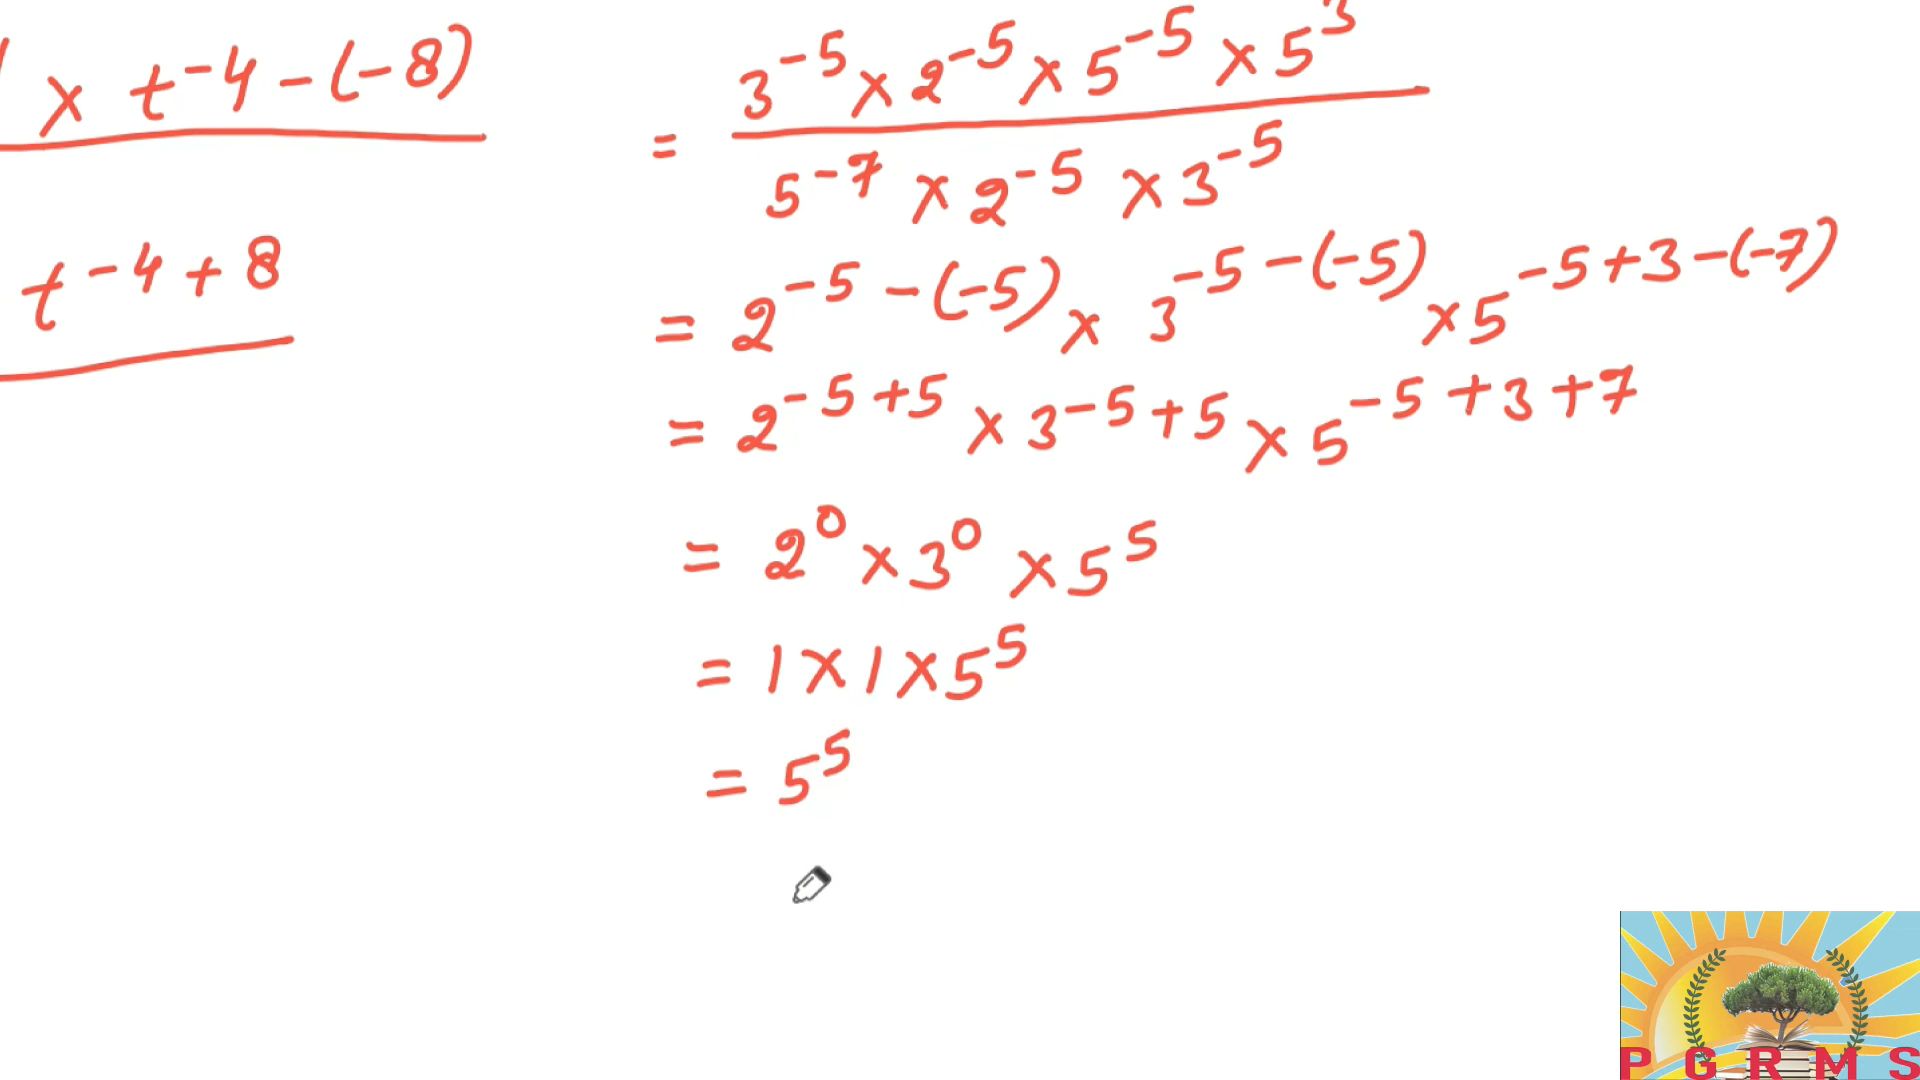 × t^-4-(-8)
t^-4+8
= 3^-5 × 2^-5 × 5^-5 × 5^3
5^-7 × 2^-5 × 3^-5
= 2^-5-(-5) × 3^-5-(-5) × 5^-5+3-(-7)
= 2^-5+5 × 3^-5+5 × 5^-5+3+7
= 2^0 × 3^0 × 5^5
= 1 × 1 × 5^5
= 5^5
P G R M S